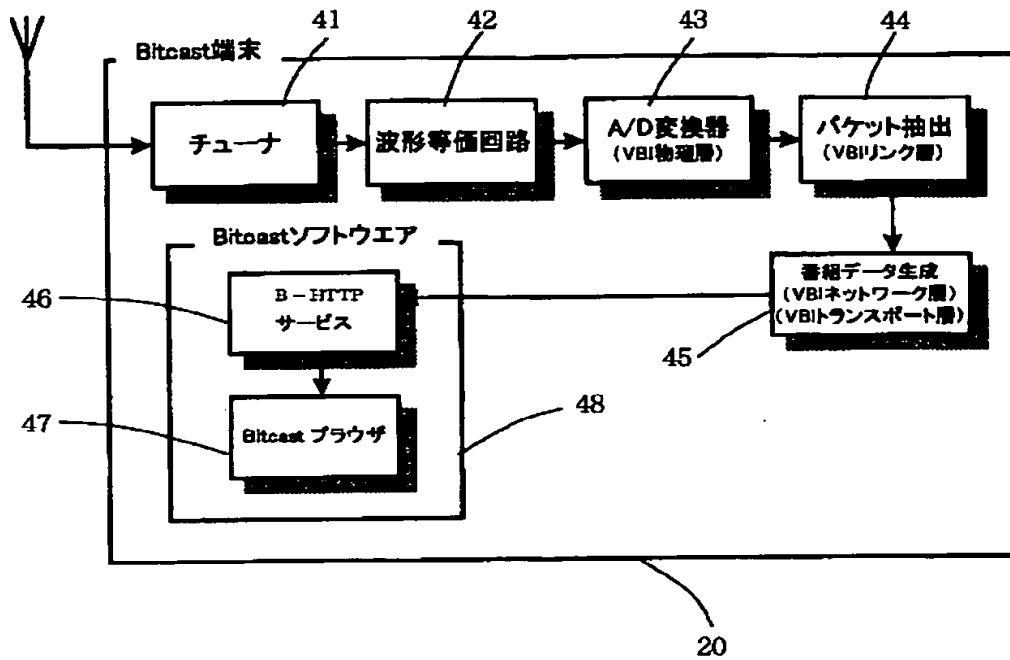 41
42
43
44
Bitcast端末
チューナ
波形等価回路
A/D変換器
(VBI物理層)
パケット抽出
(VBIリンク層)
Bitcastソフトウエア
46
B-HTTP
サービス
番組データ生成
(VBIネットワーク層)
(VBIトランスポート層)
45
47
Bitcast ブラウザ
48
20